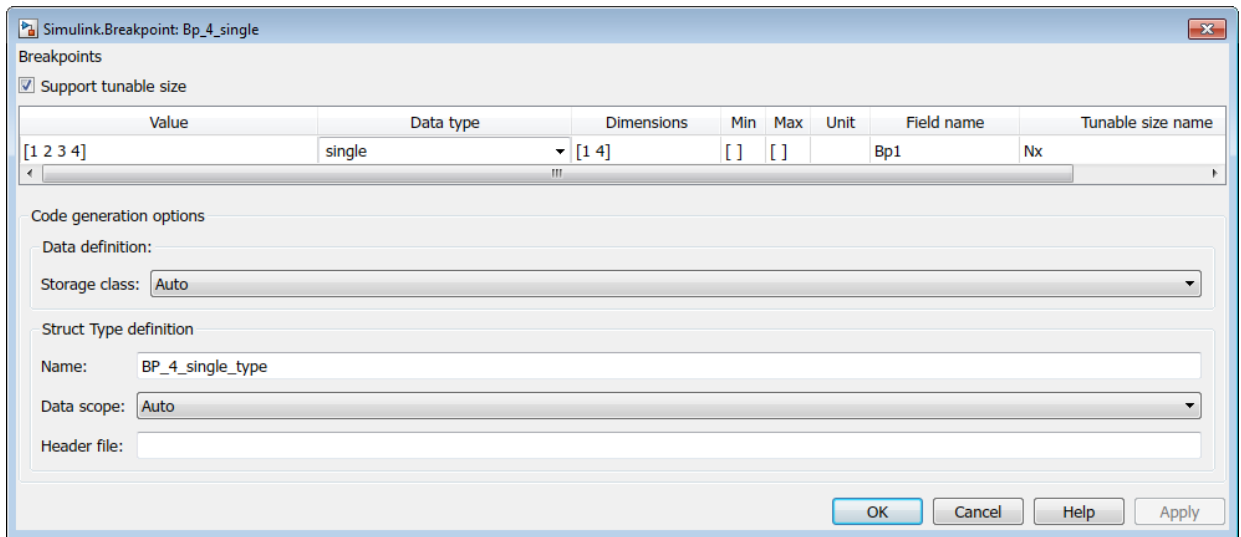 Simulink.Breakpoint: Bp_4_single
Breakpoints
Support tunable size
Value Data type Dimensions Min Max Unit Field name Tunable size name
[1 2 3 4] single [1 4] [ ] [ ] Bp1 Nx
Code generation options
Data definition:
Storage class: Auto
Struct Type definition
Name: BP_4_single_type
Data scope: Auto
Header file:
OK Cancel Help Apply